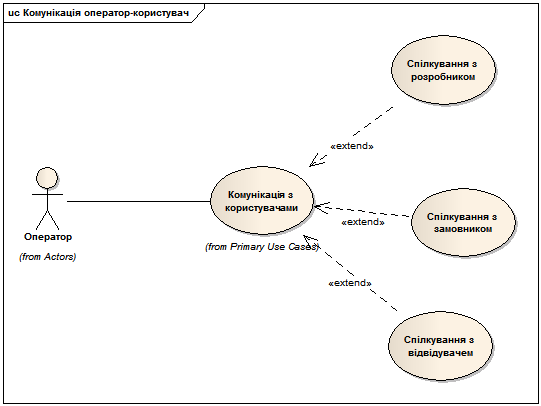 uc Комунікація оператор-користувач
Спілкування з
розробником
«extend»
Комунікація з
користувачами
(from Primary Use Cases)
Оператор
(from Actors)
«extend»
Спілкування з
замовником
«extend»
Спілкування з
відвідувачем